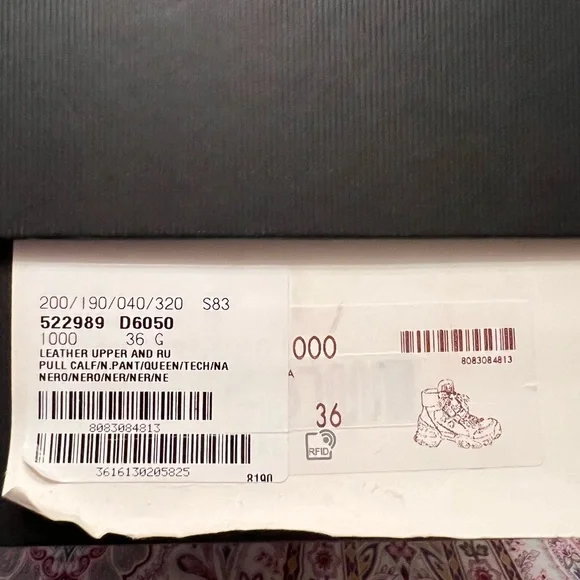 200/190/040/320 S83
522989 D6050
1000 36 G
LEATHER UPPER AND RU
PULL CALF/N.PANT/QUEEN/TECH/NA
NERO/NERO/NER/NER/NE
8083084813
3616130205825
8190
000
A
36
RFID
8083084813